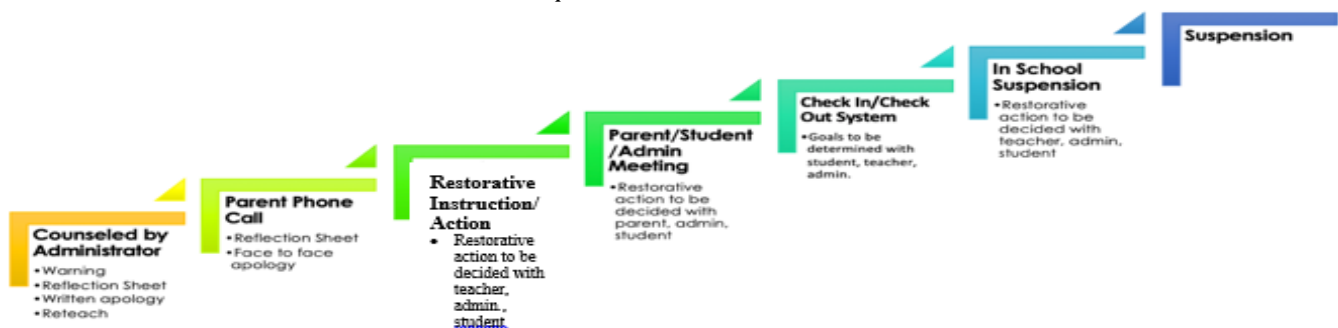 Counseled by
Administrator
•Warning
•Reflection Sheet
•Written apology
•Reteach
Parent Phone
Call
•Reflection Sheet
•Face to face
apology
Restorative
Instruction/
Action
• Restorative
action to be
decided with
teacher,
admin.,
student
Parent/Student
/Admin
Meeting
•Restorative
action to be
decided with
parent, admin,
student
Check In/Check
Out System
•Goals to be
determined with
student, teacher,
admin.
In School
Suspension
•Restorative
action to be
decided with
teacher, admin,
student
Suspension